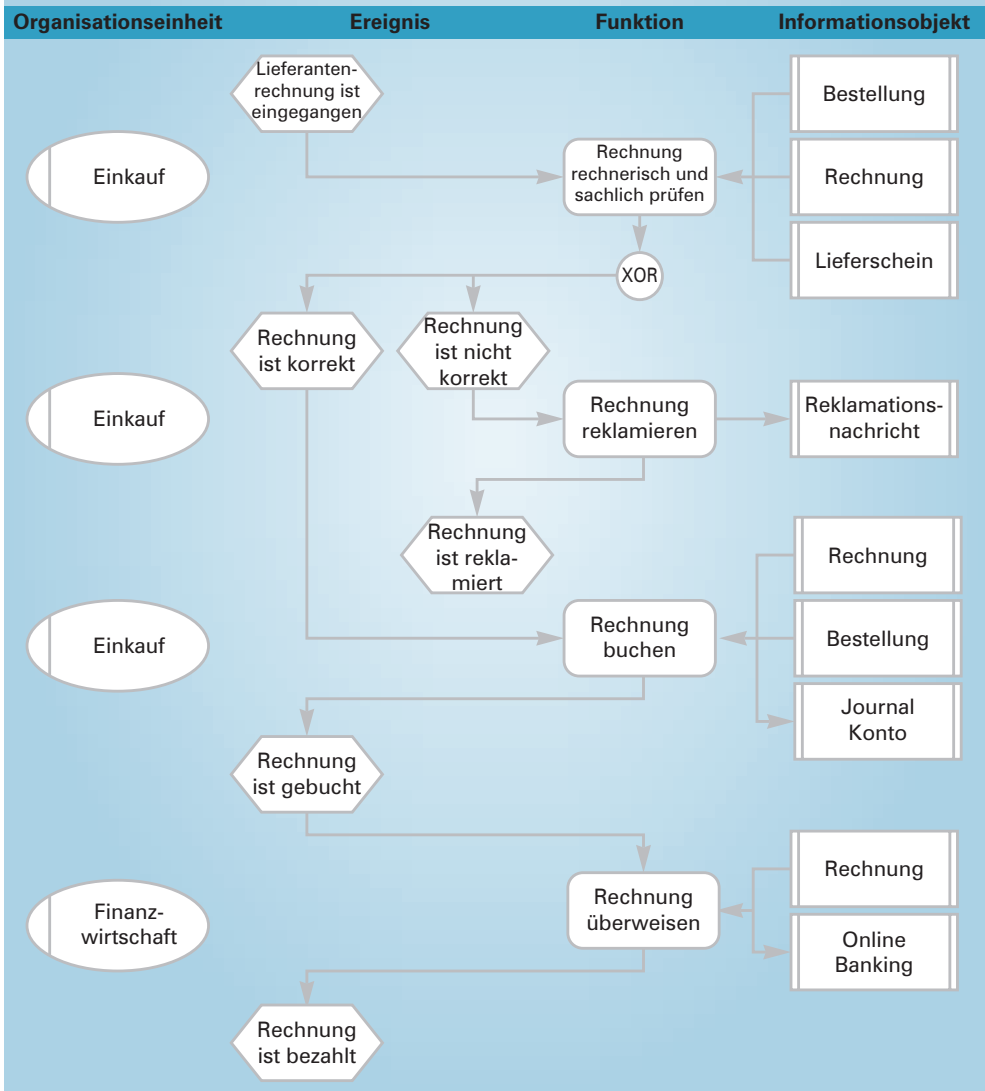 Organisationseinheit Ereignis Funktion Informationsobjekt
Lieferanten-
rechnung ist
eingegangen
Bestellung
Einkauf
Rechnung
rechnerisch und
sachlich prüfen
Rechnung
Lieferschein
XOR
Rechnung
ist korrekt
Rechnung
ist nicht
korrekt
Einkauf
Rechnung
reklamieren
Reklamations-
nachricht
Rechnung
ist rekla-
miert
Rechnung
Einkauf
Rechnung
buchen
Bestellung
Journal
Konto
Rechnung
ist gebucht
Rechnung
Finanz-
wirtschaft
Rechnung
überweisen
Online
Banking
Rechnung
ist bezahlt